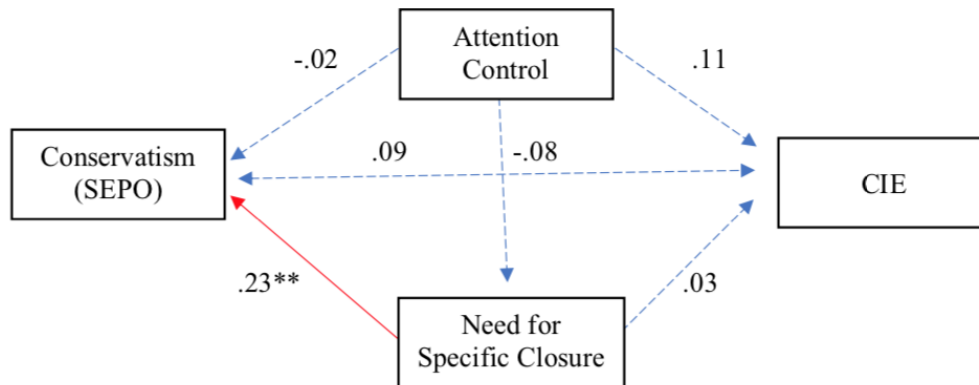 Attention
Control
-.02
.11
Conservatism
(SEPO)
.09
-.08
CIE
.23**
.03
Need for
Specific Closure